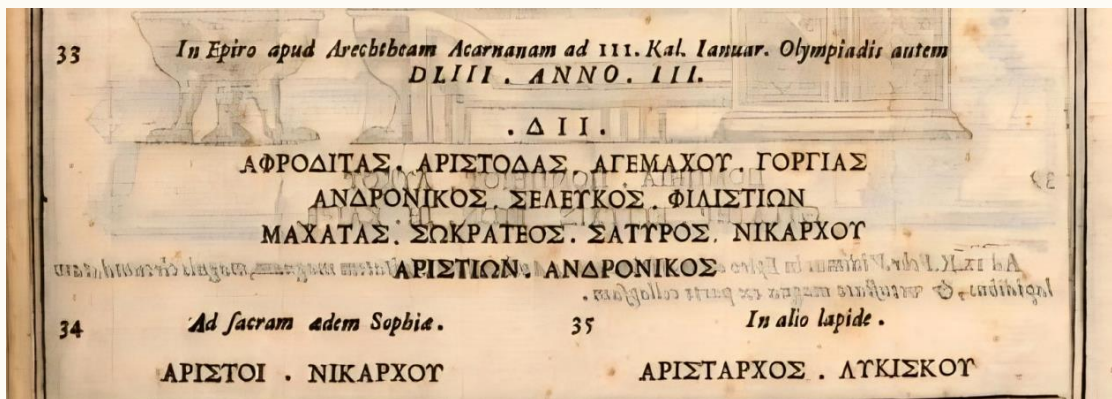 33 In Epiro apud Arechtheam Acarnanam ad III. Kal. Ianuar. Olympiadis autem
DLIII . ANNO . III.
. Δ Ι Ι .
ΑΦΡΟΔΙΤΑΣ . ΑΡΙΣΤΟΔΑΣ . ΑΓΕΜΑΧΟΥ . ΓΟΡΓΙΑΣ
ΑΝΔΡΟΝΙΚΟΣ . ΣΕΛΕΥΚΟΣ . ΦΙΛΙΣΤΙΩΝ
ΜΑΧΑΤΑΣ . ΣΩΚΡΑΤΕΟΣ . ΣΑΤΥΡΟΣ . ΝΙΚΑΡΧΟΥ
ΑΡΙΣΤΙΩΝ . ΑΝΔΡΟΝΙΚΟΣ
34 Ad sacram ædem Sophiæ.
ΑΡΙΣΤΟΙ . ΝΙΚΑΡΧΟΥ
35 In alio lapide .
ΑΡΙΣΤΑΡΧΟΣ . ΛΥΚΙΣΚΟΥ